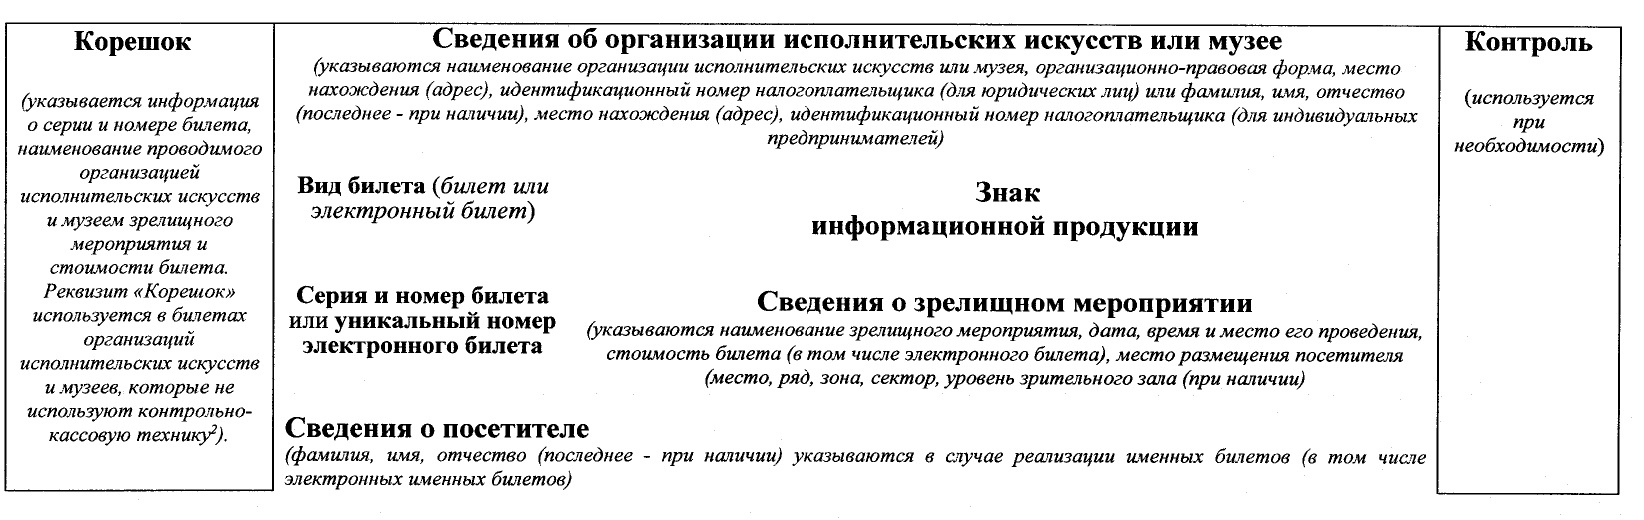 Корешок
(указывается информация
о серии и номере билета,
наименование проводимого
организацией
исполнительских искусств
и музеем зрелищного
мероприятия и
стоимости билета.
Реквизит «Корешок»
используется в билетах
организаций
исполнительских искусств
и музеев, которые не
используют контрольно-
кассовую технику²).
Сведения об организации исполнительских искусств или музее
(указываются наименование организации исполнительских искусств или музея, организационно-правовая форма, место
нахождения (адрес), идентификационный номер налогоплательщика (для юридических лиц) или фамилия, имя, отчество
(последнее - при наличии), место нахождения (адрес), идентификационный номер налогоплательщика (для индивидуальных
предпринимателей)
Вид билета (билет или
электронный билет)
Знак
информационной продукции
Серия и номер билета
или уникальный номер
электронного билета
Сведения о зрелищном мероприятии
(указываются наименование зрелищного мероприятия, дата, время и место его проведения,
стоимость билета (в том числе электронного билета), место размещения посетителя
(место, ряд, зона, сектор, уровень зрительного зала (при наличии)
Сведения о посетителе
(фамилия, имя, отчество (последнее - при наличии) указываются в случае реализации именных билетов (в том числе
электронных именных билетов)
Контроль
(используется
при
необходимости)